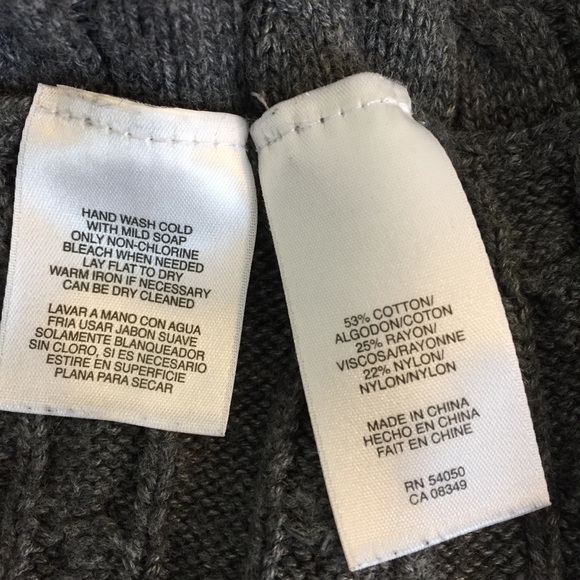 HAND WASH COLD
WITH MILD SOAP
ONLY NON-CHLORINE
BLEACH WHEN NEEDED
LAY FLAT TO DRY
WARM IRON IF NECESSARY
CAN BE DRY CLEANED
LAVAR A MANO CON AGUA
FRIA USAR JABON SUAVE
SOLAMENTE BLANQUEADOR
SIN CLORO, SI ES NECESARIO
ESTIRE EN SUPERFICIE
PLANA PARA SECAR
53% COTTON/
ALGODON/COTON
25% RAYON/
VISCOSA/RAYONNE
22% NYLON/
NYLON/NYLON
MADE IN CHINA
HECHO EN CHINA
FAIT EN CHINE
RN 54050
CA 08349